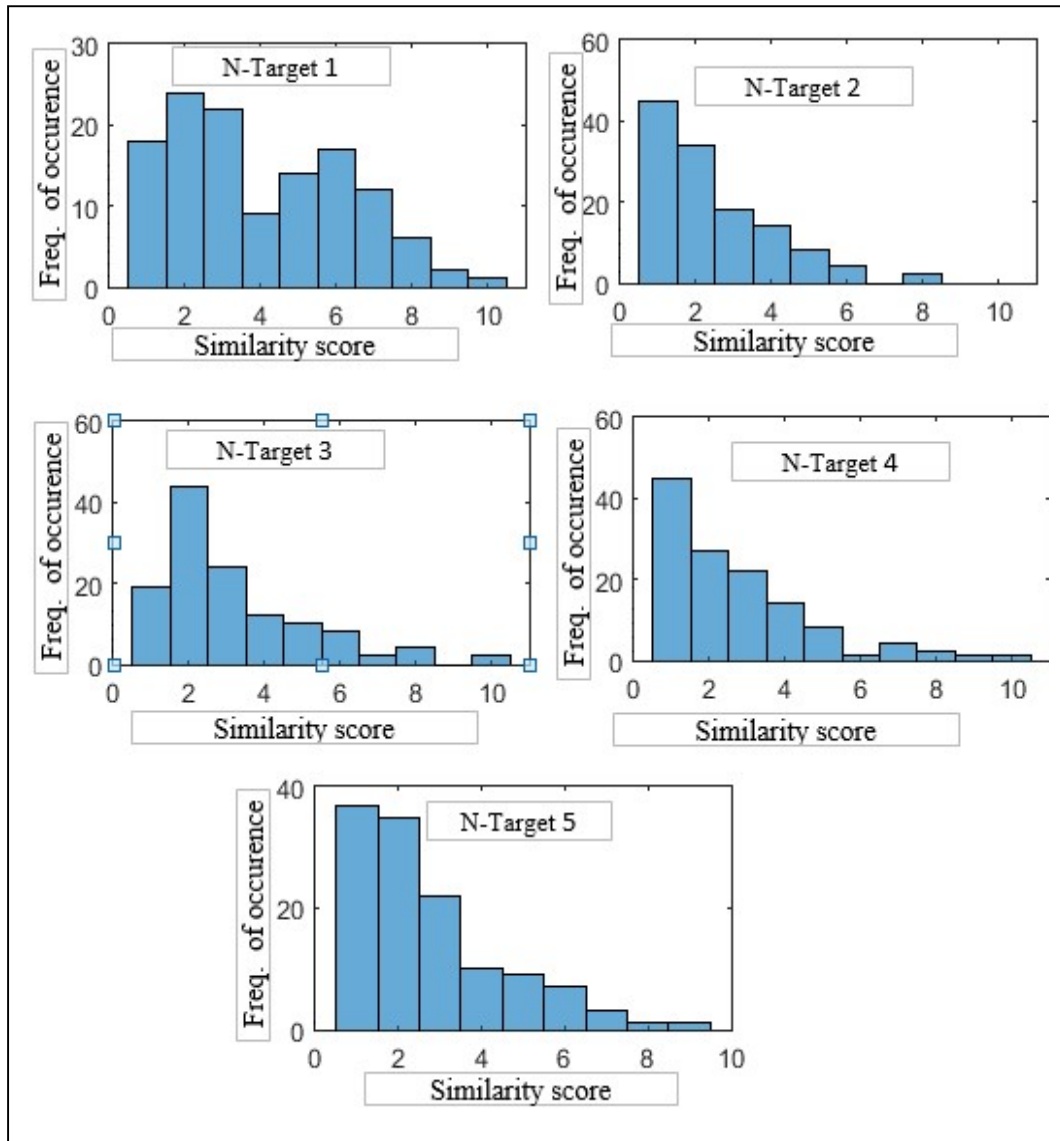 N-Target 1
Freq. of occurence
30
20
10
0
0 2 4 6 8 10
Similarity score
N-Target 2
Freq. of occurence
60
40
20
0
0 2 4 6 8 10
Similarity score
N-Target 3
Freq. of occurence
60
40
20
0
0 2 4 6 8 10
Similarity score
N-Target 4
Freq. of occurence
60
40
20
0
0 2 4 6 8 10
Similarity score
N-Target 5
Freq. of occurence
40
20
0
0 2 4 6 8 10
Similarity score